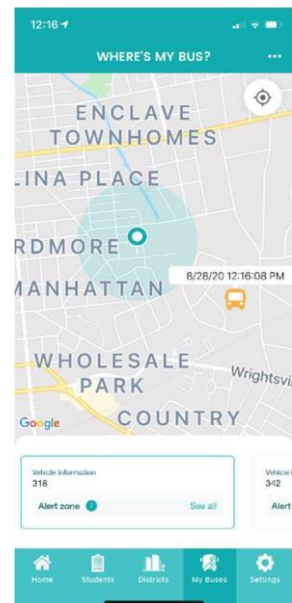 12:16
WHERE'S MY BUS?
ENCLAVE
TOWNHOMES
LINA PLACE
RDMORE
MANHATTAN
8/28/20 12:16:08 PM
WHOLESALE
PARK
Wrightsvi
COUNTRY
Google
Vehicle information
318
Alert zone
See all
Vehicle i
342
Alert
Home
Students
Districts
My Buses
Settings